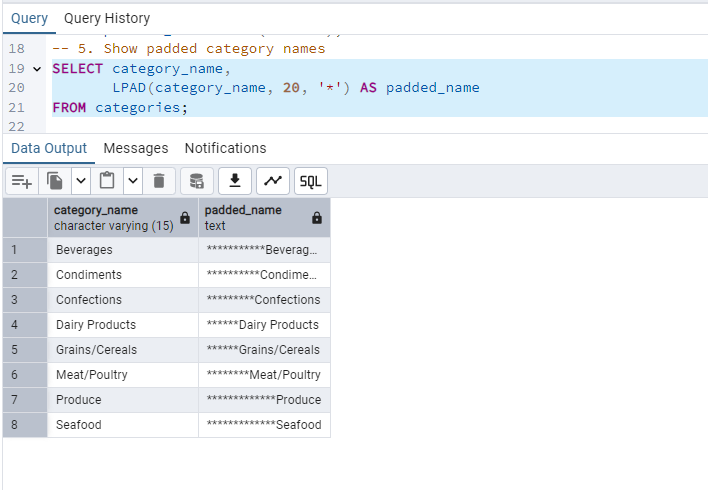 Query Query History
18 -- 5. Show padded category names
19 SELECT category_name,
20 LPAD(category_name, 20, '*') AS padded_name
21 FROM categories;
22
Data Output Messages Notifications
SQL
category_name padded_name
character varying (15) text
1 Beverages ***********Beverag...
2 Condiments **********Condime...
3 Confections *********Confections
4 Dairy Products ******Dairy Products
5 Grains/Cereals ******Grains/Cereals
6 Meat/Poultry ********Meat/Poultry
7 Produce *************Produce
8 Seafood *************Seafood